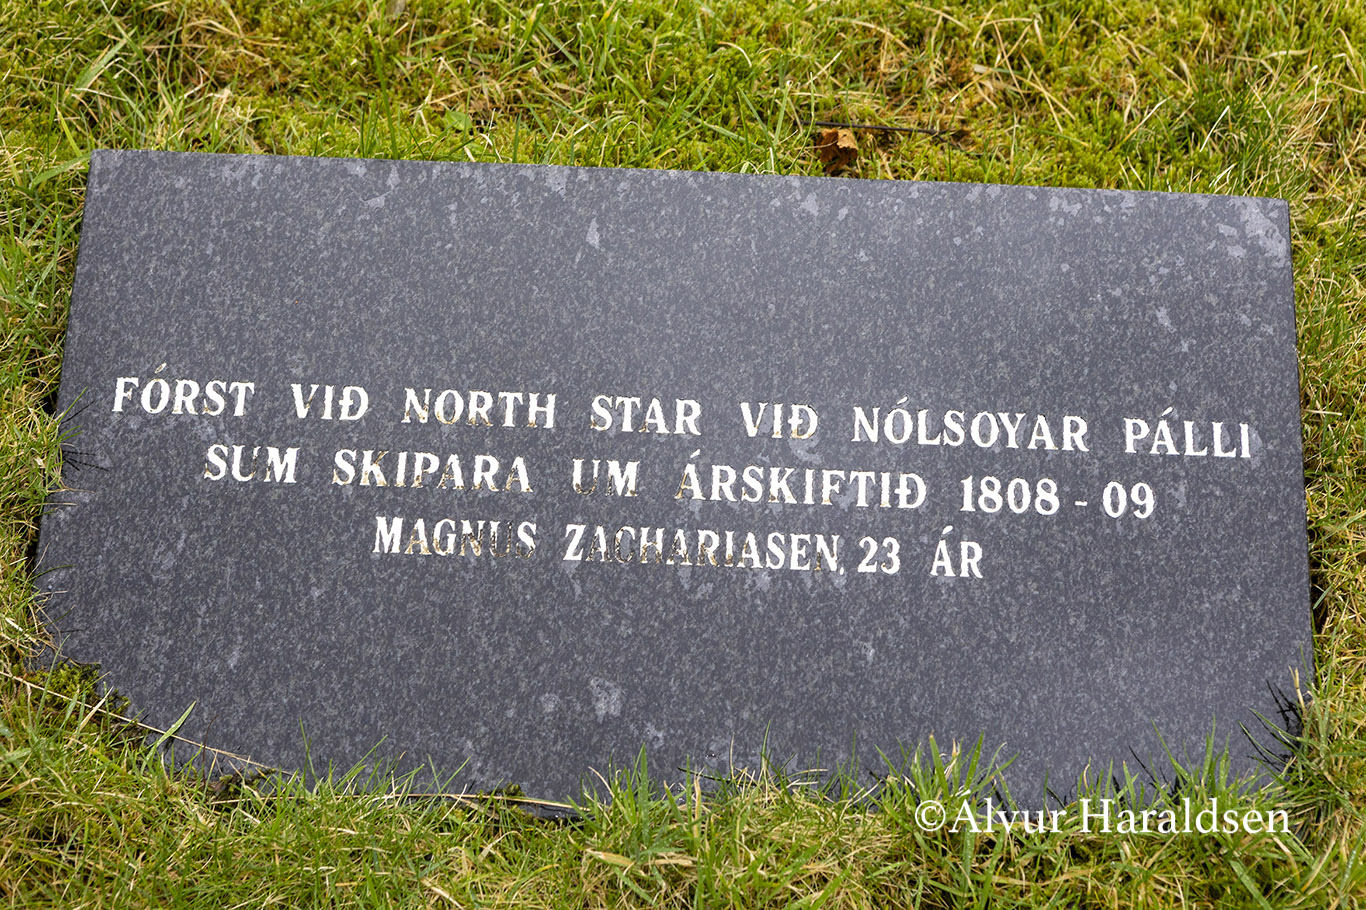 FÓRST VIÐ NORTH STAR VIÐ NÓLSOYAR PÁLLI
SUM SKIPARA UM ÁRSKIFTIÐ 1808 - 09
MAGNUS ZACHARIASEN, 23 ÁR
©Álvur Haraldsen